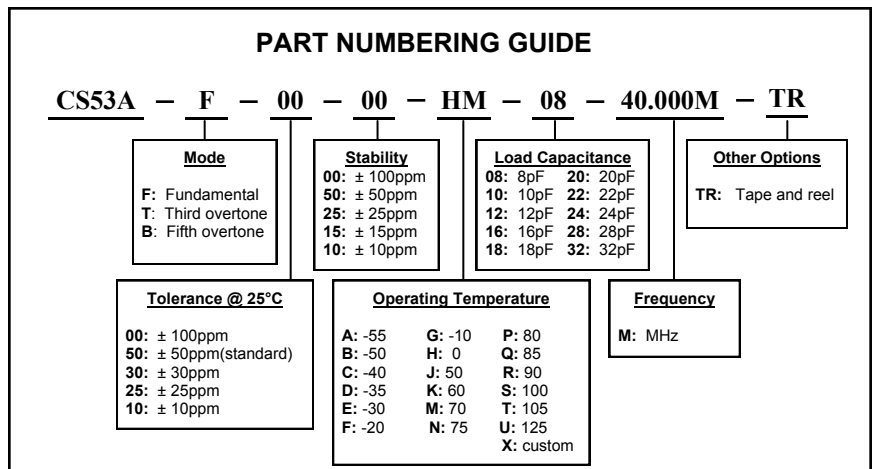 PART NUMBERING GUIDE
CS53A – F – 00 – 00 – HM – 08 – 40.000M – TR
Mode
F: Fundamental
T: Third overtone
B: Fifth overtone
Stability
00: ± 100ppm
50: ± 50ppm
25: ± 25ppm
15: ± 15ppm
10: ± 10ppm
Load Capacitance
08: 8pF 20: 20pF
10: 10pF 22: 22pF
12: 12pF 24: 24pF
16: 16pF 28: 28pF
18: 18pF 32: 32pF
Other Options
TR: Tape and reel
Tolerance @ 25°C
00: ± 100ppm
50: ± 50ppm(standard)
30: ± 30ppm
25: ± 25ppm
10: ± 10ppm
Operating Temperature
A: -55 G: -10 P: 80
B: -50 H: 0 Q: 85
C: -40 J: 50 R: 90
D: -35 K: 60 S: 100
E: -30 M: 70 T: 105
F: -20 N: 75 U: 125
X: custom
Frequency
M: MHz